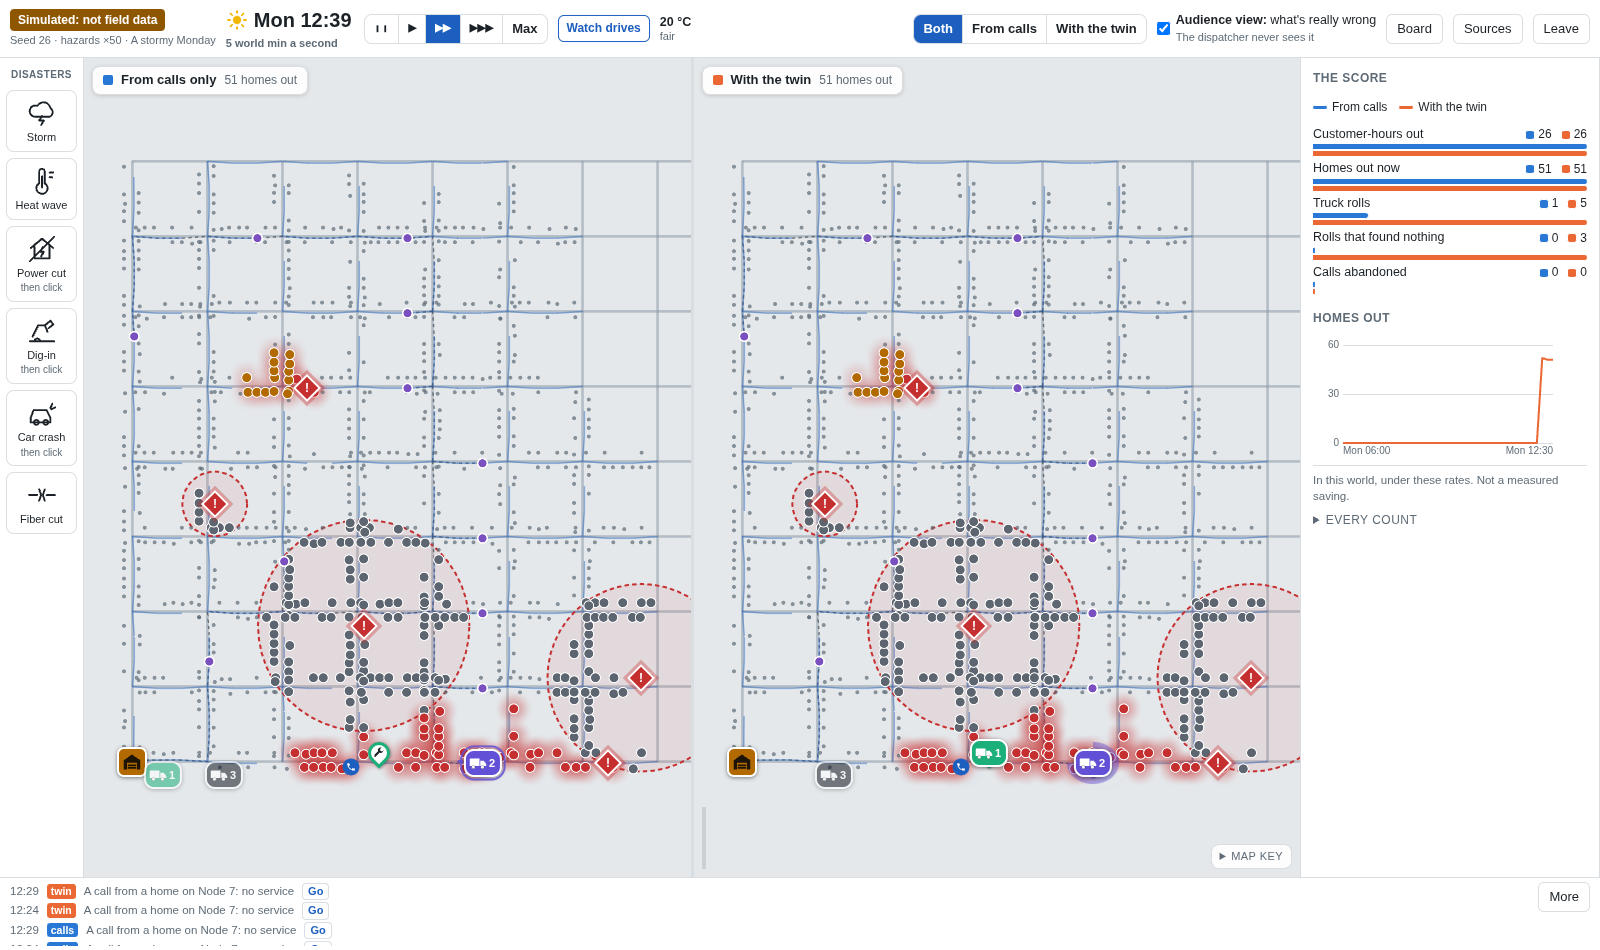 Simulated: not field data
Seed 26 · hazards ×50 · A stormy Monday
Mon 12:39
5 world min a second
Max
Watch drives
20 °C
fair
Both
From calls
With the twin
Audience view: what's really wrong
The dispatcher never sees it
Board
Sources
Leave
DISASTERS
Storm
Heat wave
Power cut
then click
Dig-in
then click
Car crash
then click
Fiber cut
From calls only 51 homes out
1
3
2
With the twin 51 homes out
1
3
2
MAP KEY
THE SCORE
From calls With the twin
Customer-hours out 26 26
Homes out now 51 51
Truck rolls 1 5
Rolls that found nothing 0 3
Calls abandoned 0 0
HOMES OUT
60
30
0
Mon 06:00 Mon 12:30
In this world, under these rates. Not a measured
saving.
EVERY COUNT
12:29 twin A call from a home on Node 7: no service Go
12:24 twin A call from a home on Node 7: no service Go
12:29 calls A call from a home on Node 7: no service Go
More